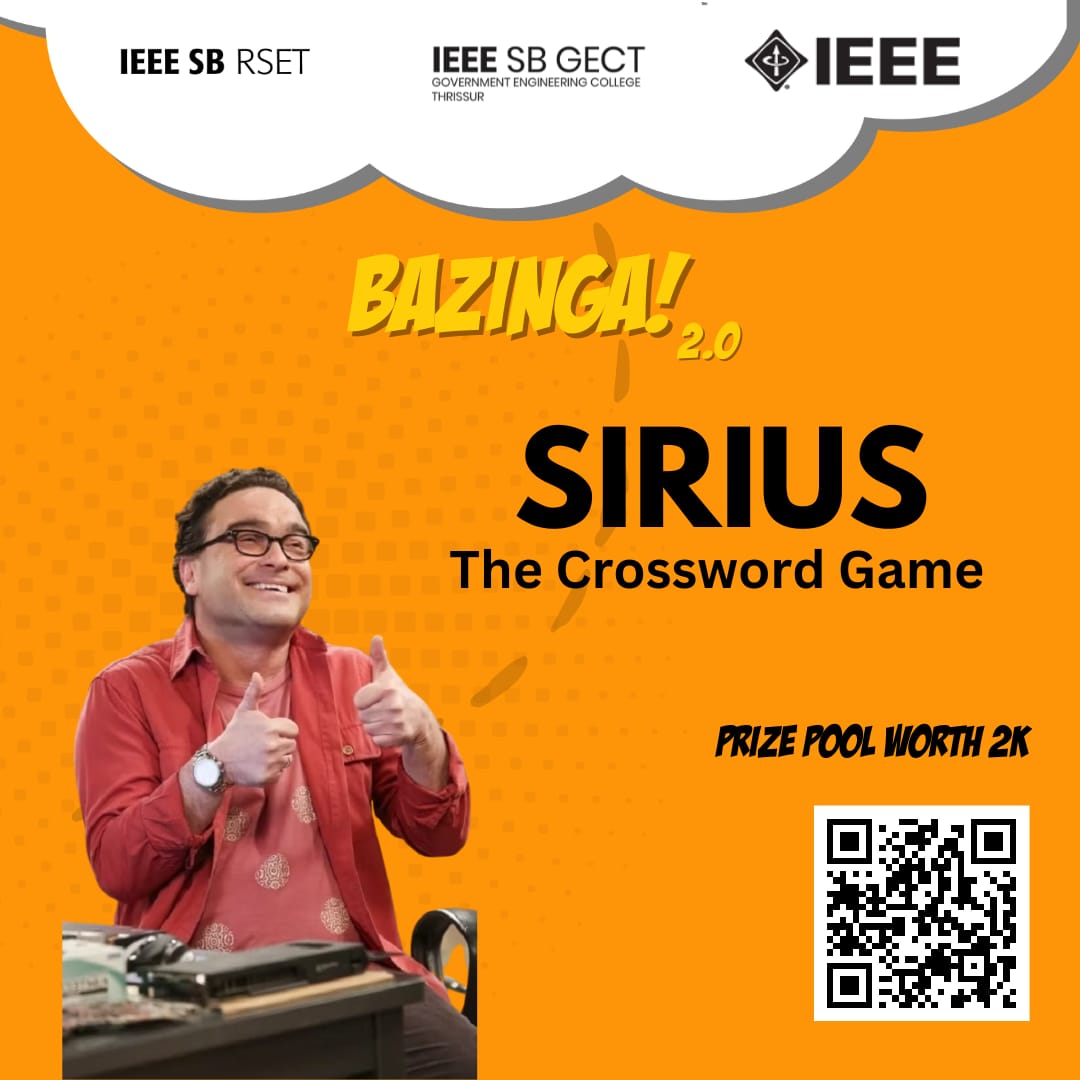 IEEE SB RSET
IEEE SB GECT
GOVERNMENT ENGINEERING COLLEGE
THRISSUR
IEEE
BAZINGA!
2.0
SIRIUS
The Crossword Game
PRIZE POOL WORTH 2K